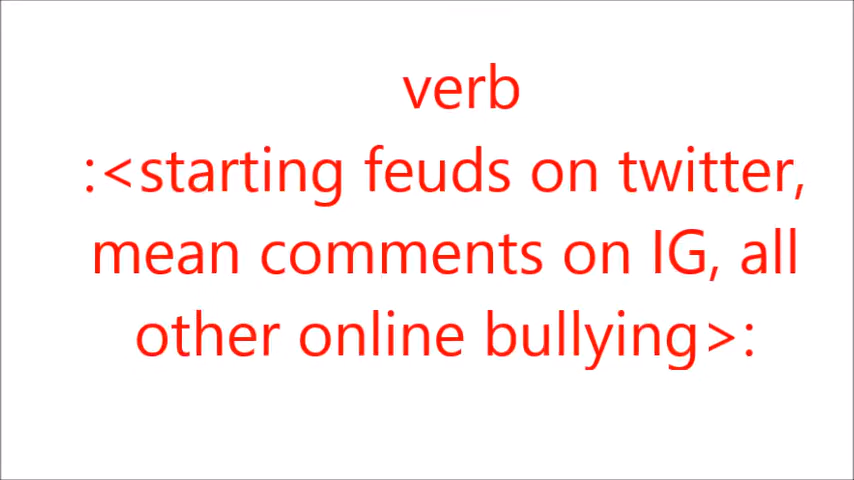 verb
:<starting feuds on twitter,
mean comments on IG, all
other online bullying>: